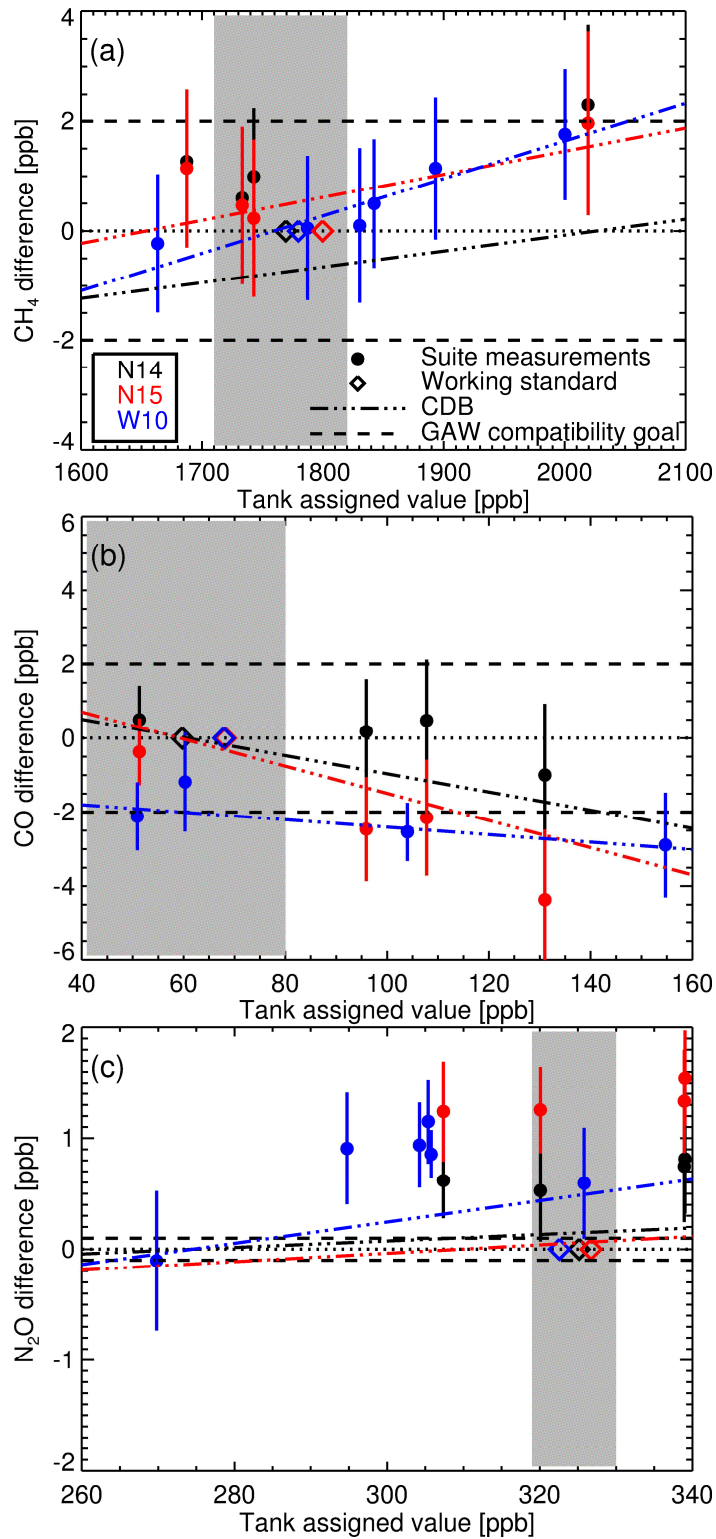 (a)
CH4 difference [ppb]
4
2
0
-2
-4
N14
N15
W10
Suite measurements
Working standard
CDB
GAW compatibility goal
1600 1700 1800 1900 2000 2100
Tank assigned value [ppb]
(b)
CO difference [ppb]
6
4
2
0
-2
-4
-6
40 60 80 100 120 140 160
Tank assigned value [ppb]
(c)
N2O difference [ppb]
2
1
0
-1
-2
260 280 300 320 340
Tank assigned value [ppb]